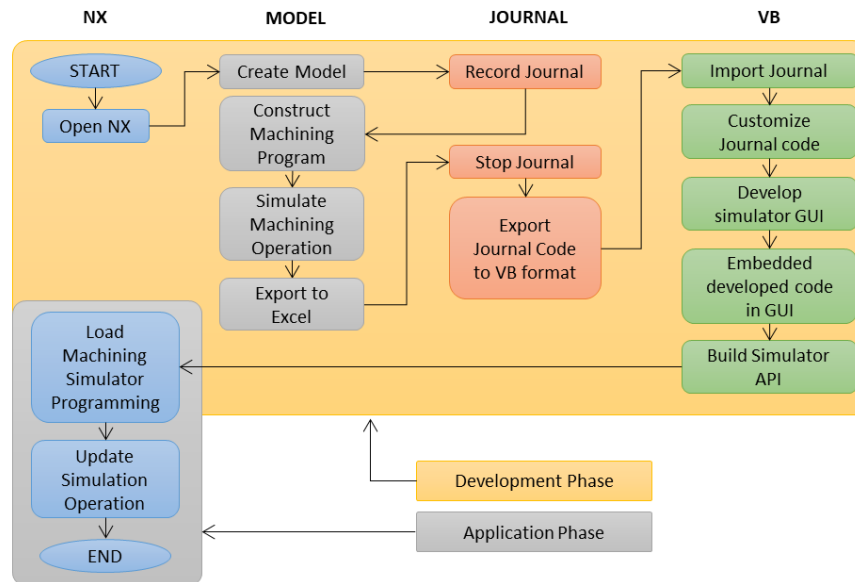 NX
MODEL
JOURNAL
VB
START
Open NX
Create Model
Construct
Machining
Program
Simulate
Machining
Operation
Export to
Excel
Record Journal
Stop Journal
Export
Journal Code
to VB format
Import Journal
Customize
Journal code
Develop
simulator GUI
Embedded
developed code
in GUI
Build Simulator
API
Load
Machining
Simulator
Programming
Update
Simulation
Operation
END
Development Phase
Application Phase